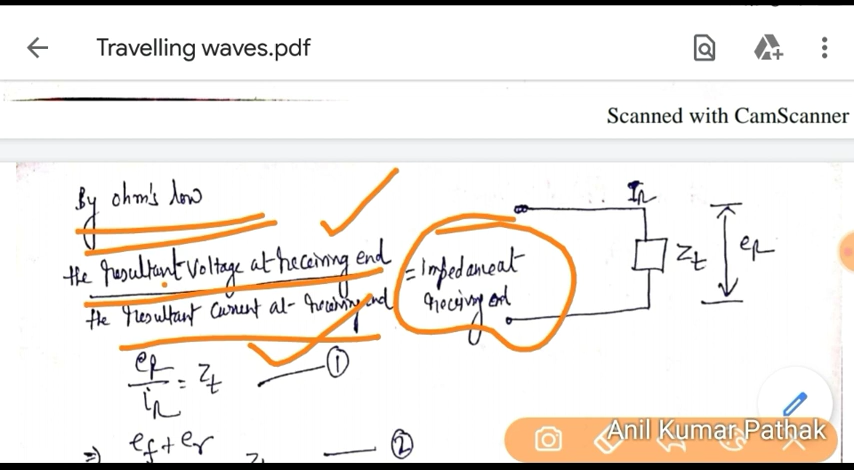 Travelling waves.pdf
Scanned with CamScanner
By ohm's low
the resultant voltage at receiving end
the resultant current at receiving end
= Impedance at
receiving end
IR
Zt
eR
eR
iR
= Zt
1
=) ef+er
2
Anil Kumar Pathak